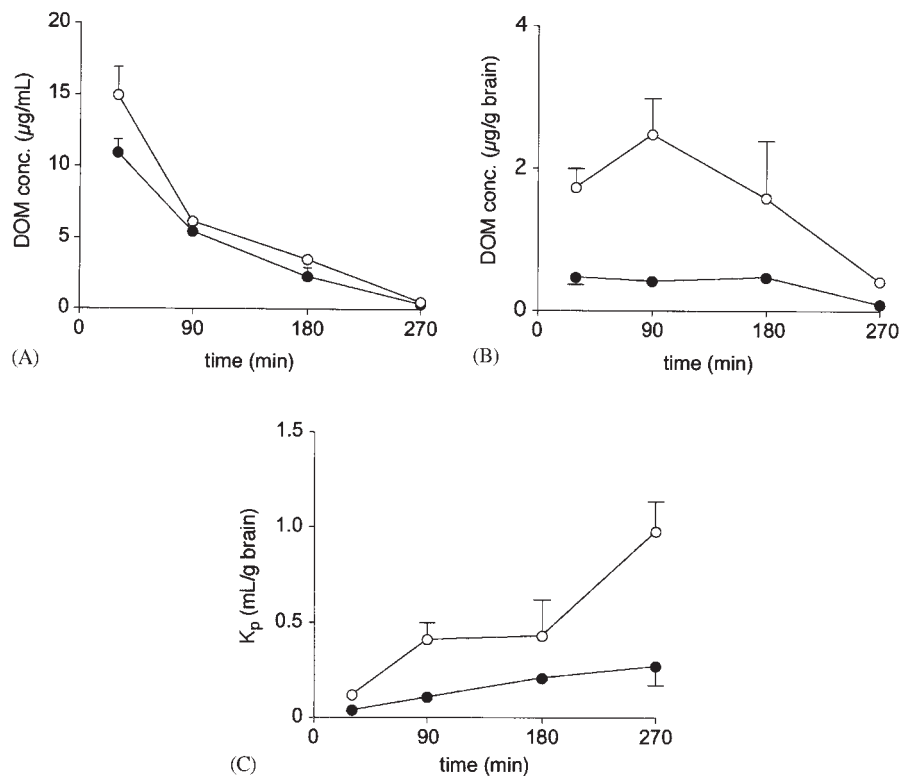 20
15
10
5
0
DOM conc. (µg/mL)
0 90 180 270
time (min)
(A)
4
2
0
DOM conc. (µg/g brain)
0 90 180 270
time (min)
(B)
1.5
1.0
0.5
0
Kp (mL/g brain)
0 90 180 270
time (min)
(C)